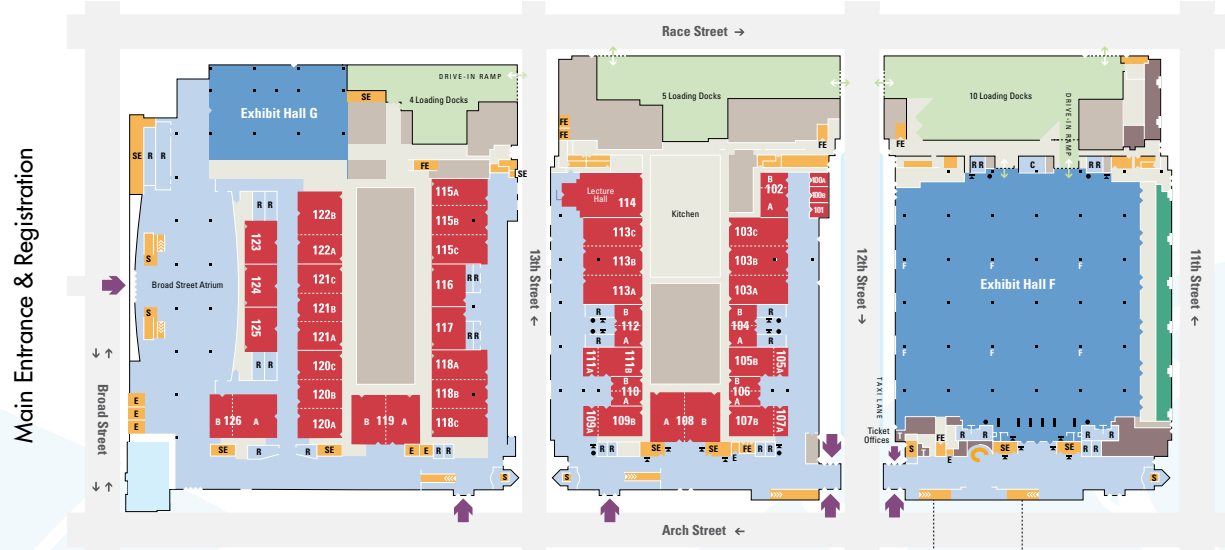 Race Street →
DRIVE-IN RAMP
SE
4 Loading Docks
5 Loading Docks
10 Loading Docks
DRIVE-IN RAMP
Exhibit Hall G
FE
FE
FE
FE
SE
R
R
FE
SE
R R
C
R R
Main Entrance & Registration
115A
115B
115C
122B
122A
R R
123
124
125
121C
121B
121A
116
R R
117
R R
S
Broad Street Atrium
S
R R
120C
120B
120A
118A
118B
118C
B 126 A
B 119 A
E
E
E
SE
R
R
SE
E E R R
S
Broad Street
13th Street ←
Lecture
Hall
114
Kitchen
B
102
A
100A
100B
101
113C
113B
113A
103C
103B
103A
R
B
112
A
B
104
A
R
111A
111B
105B
105A
B
110
A
B
106
A
109A
109B
A 108 B
107B
107A
R R
SE
SE
E
FE
R R
S
12th Street →
11th Street ←
F F F
Exhibit Hall F
F F F
TAXI LANE
Ticket
Offices
T
T
S
FE
E
R R
SE
SE
R R
S
Arch Street ←